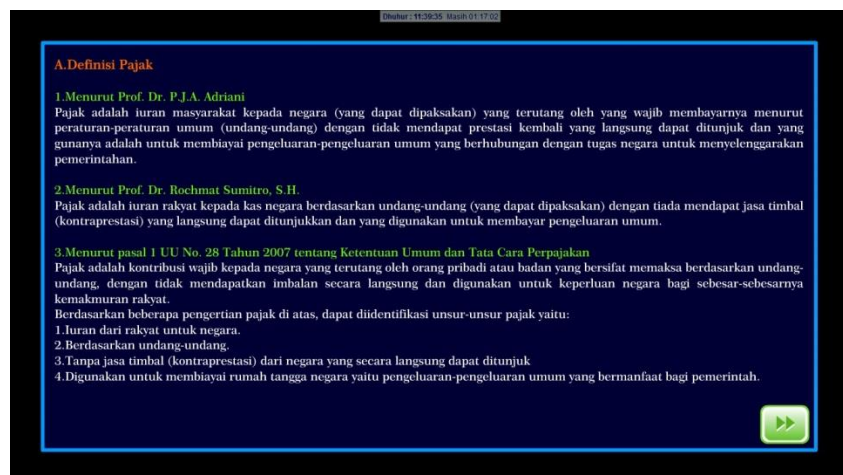 Dhuhur : 11:39:35 Masih 01:17:02
A.Definisi Pajak
1.Menurut Prof. Dr. P.J.A. Adriani
Pajak adalah iuran masyarakat kepada negara (yang dapat dipaksakan) yang terutang oleh yang wajib membayarnya menurut
peraturan-peraturan umum (undang-undang) dengan tidak mendapat prestasi kembali yang langsung dapat ditunjuk dan yang
gunanya adalah untuk membiayai pengeluaran-pengeluaran umum yang berhubungan dengan tugas negara untuk menyelenggarakan
pemerintahan.
2.Menurut Prof. Dr. Rochmat Sumitro, S.H.
Pajak adalah iuran rakyat kepada kas negara berdasarkan undang-undang (yang dapat dipaksakan) dengan tiada mendapat jasa timbal
(kontraprestasi) yang langsung dapat ditunjukkan dan yang digunakan untuk membayar pengeluaran umum.
3.Menurut pasal 1 UU No. 28 Tahun 2007 tentang Ketentuan Umum dan Tata Cara Perpajakan
Pajak adalah kontribusi wajib kepada negara yang terutang oleh orang pribadi atau badan yang bersifat memaksa berdasarkan undang-
undang, dengan tidak mendapatkan imbalan secara langsung dan digunakan untuk keperluan negara bagi sebesar-sebesarnya
kemakmuran rakyat.
Berdasarkan beberapa pengertian pajak di atas, dapat diidentifikasi unsur-unsur pajak yaitu:
1.Iuran dari rakyat untuk negara.
2.Berdasarkan undang-undang.
3.Tanpa jasa timbal (kontraprestasi) dari negara yang secara langsung dapat ditunjuk
4.Digunakan untuk membiayai rumah tangga negara yaitu pengeluaran-pengeluaran umum yang bermanfaat bagi pemerintah.